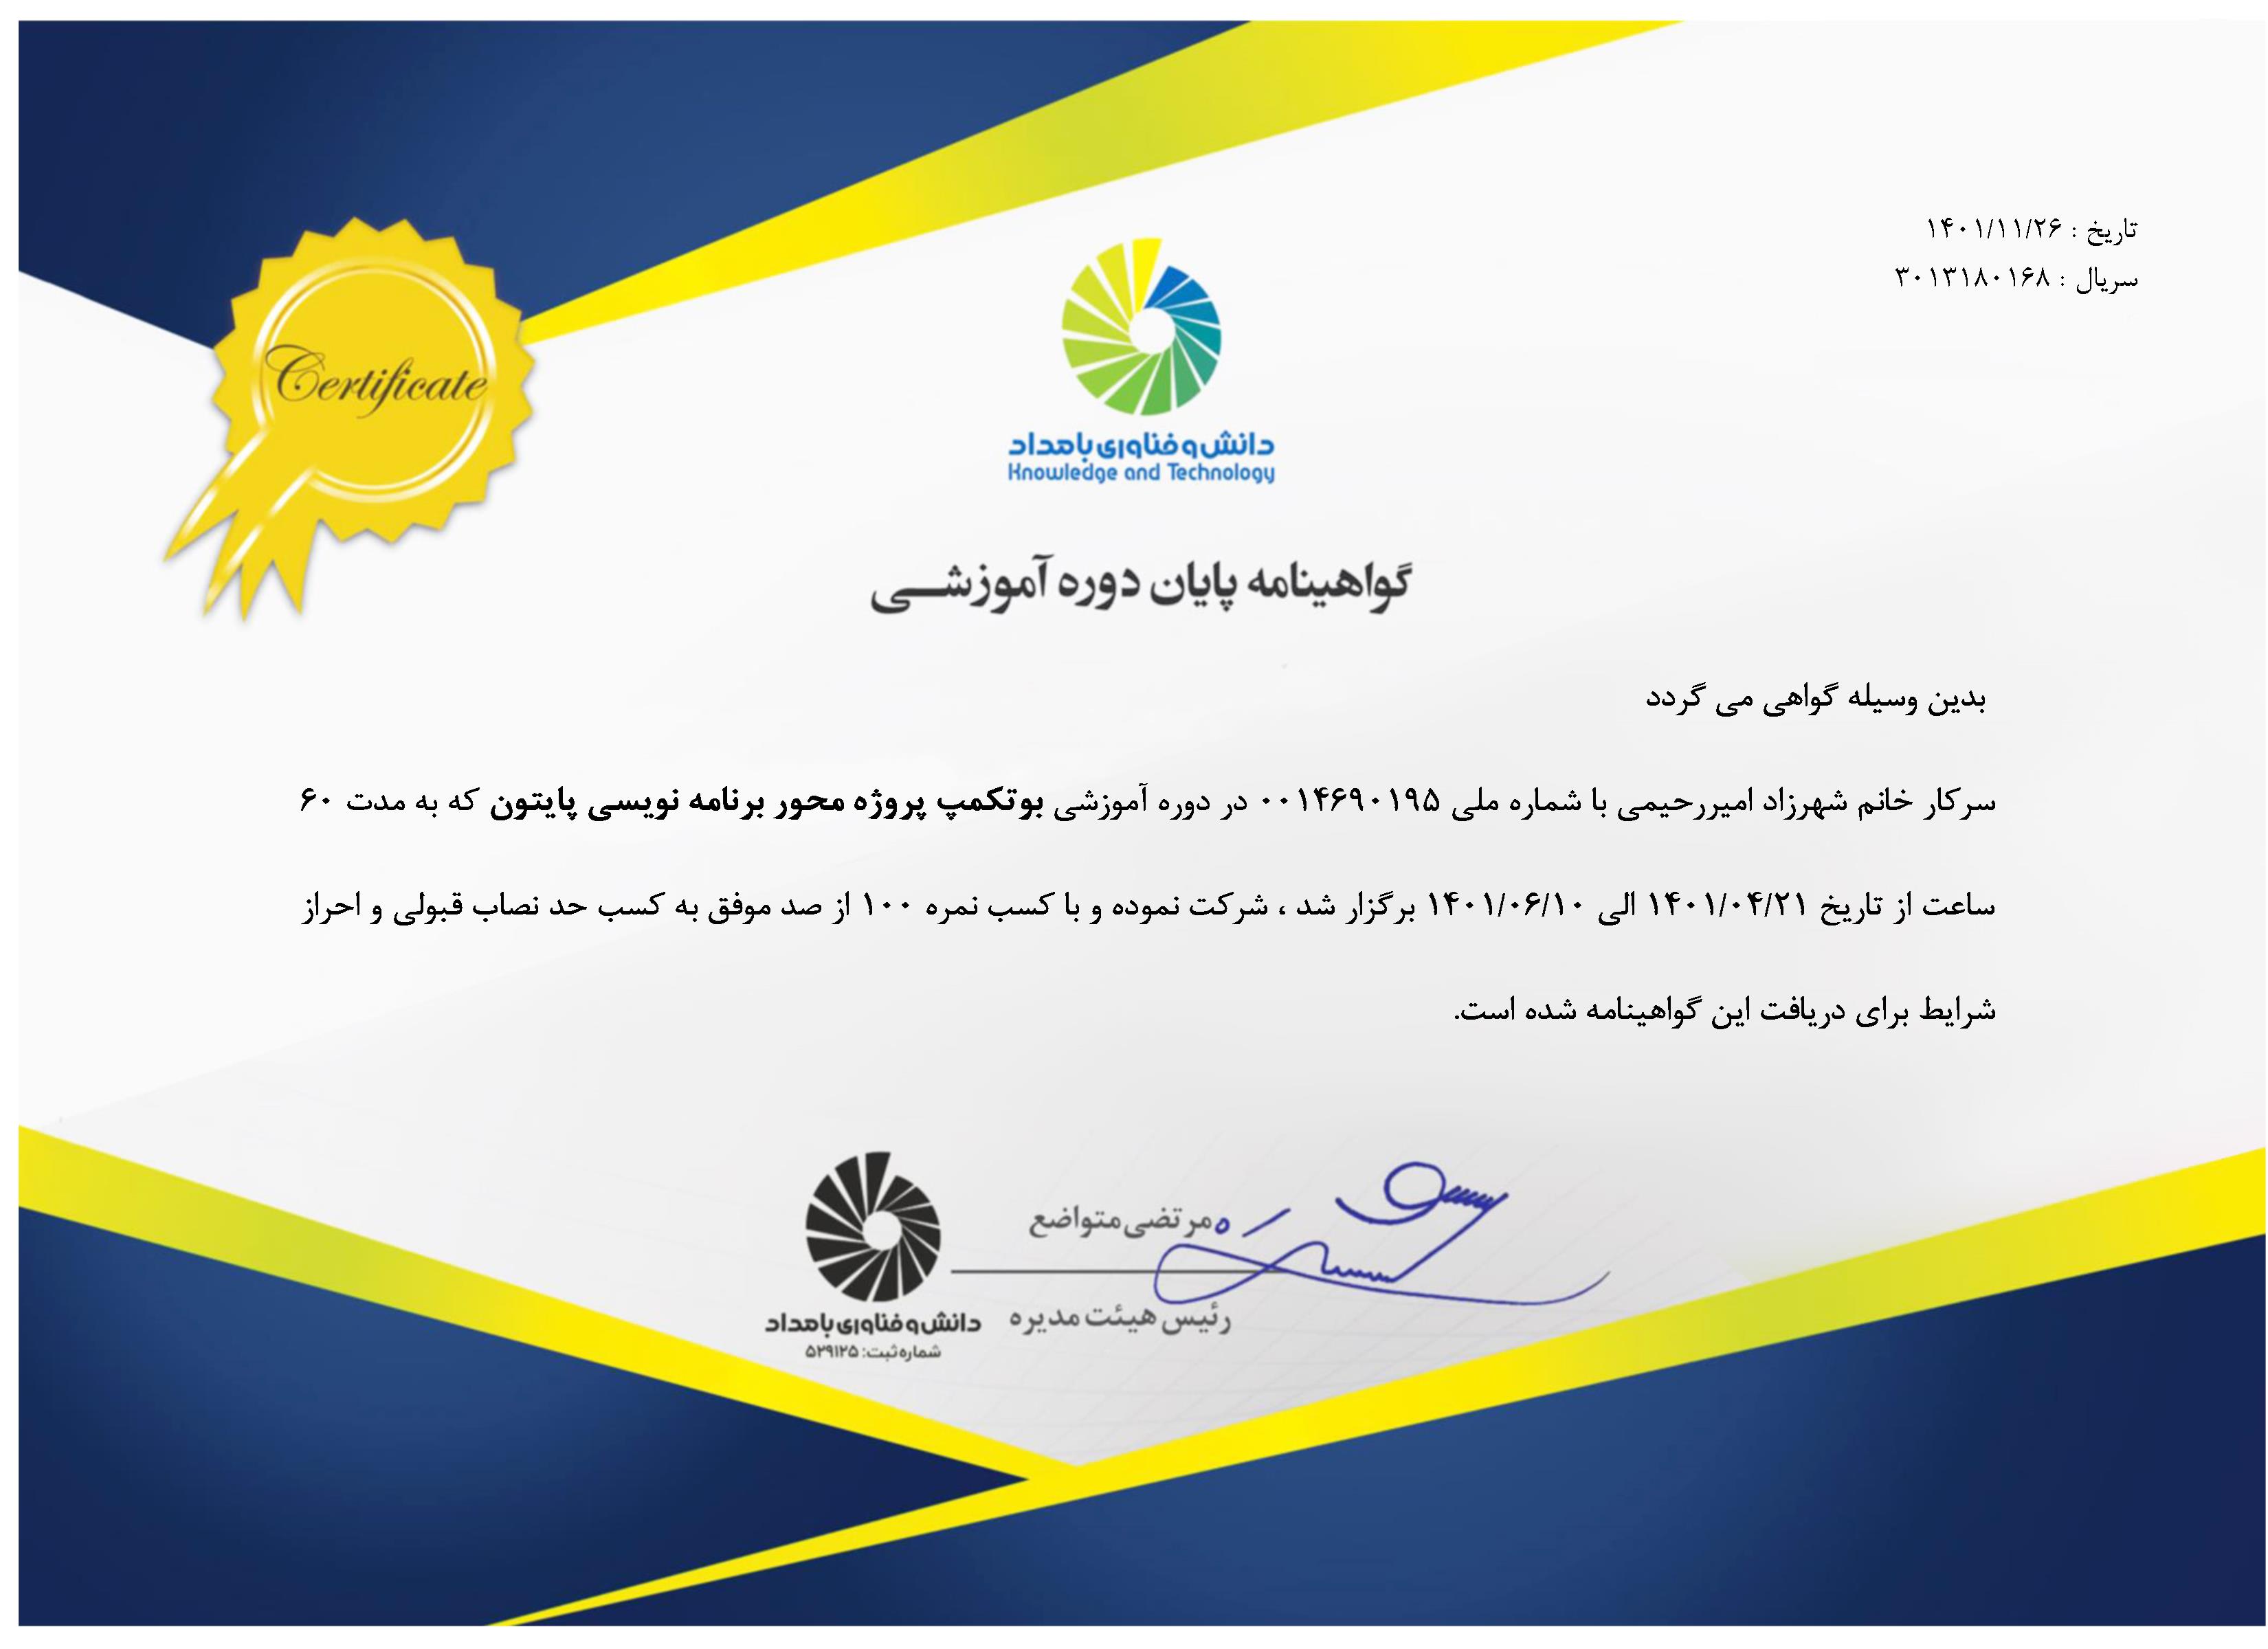 تاریخ : ۱۴۰۱/۱۱/۲۶
سریال : ۳۰۱۳۱۸۰۱۶۸
Certificate
دانش و فناوری بامداد
Knowledge and Technology
گواهینامه پایان دوره آموزشی
بدین وسیله گواهی می گردد
سرکار خانم شهرزاد امیررحیمی با شماره ملی ۰۰۱۴۶۹۰۱۹۵ در دوره آموزشی بوتکمپ پروژه محور برنامه نویسی پایتون که به مدت ۶۰
ساعت از تاریخ ۱۴۰۱/۰۴/۲۱ الی ۱۴۰۱/۰۶/۱۰ برگزار شد ، شرکت نموده و با کسب نمره ۱۰۰ از صد موفق به کسب حد نصاب قبولی و احراز
شرایط برای دریافت این گواهینامه شده است.
مرتضی متواضع
رئیس هیئت مدیره
دانش و فناوری بامداد
شماره ثبت: ۵۲۹۱۲۵